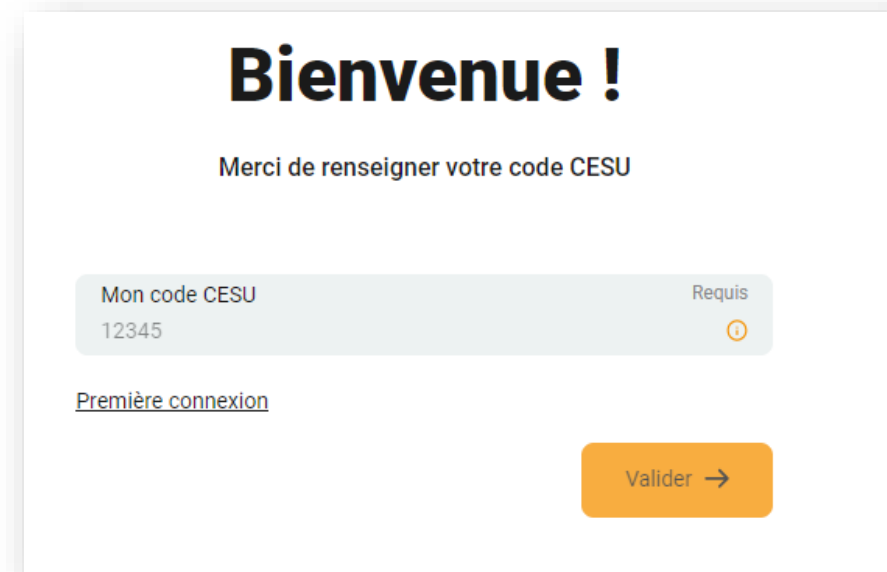 Bienvenue !
Merci de renseigner votre code CESU
Mon code CESU
Requis
12345
Première connexion
Valider →